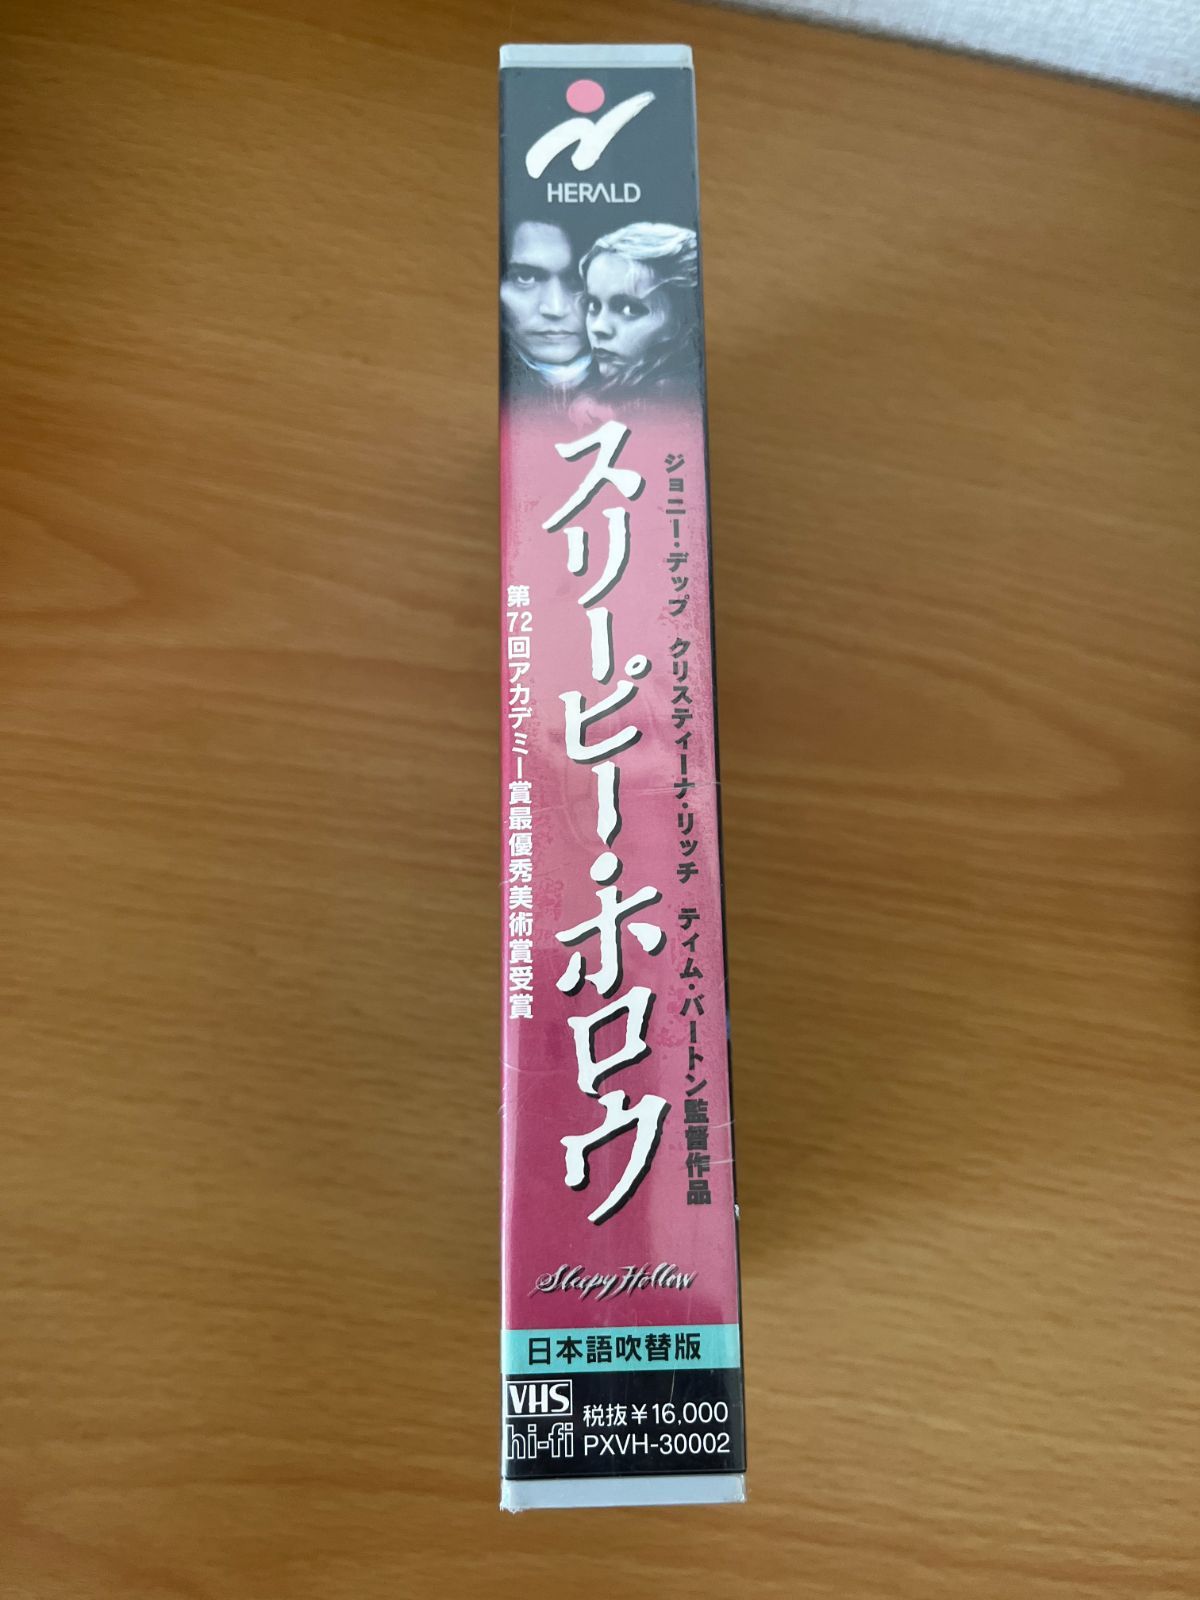 HERALD
ジョニー・デップ クリスティーナ・リッチ ティム・バートン監督作品
スリーピー・ホロウ
第72回アカデミー賞最優秀美術賞受賞
Sleepy Hollow
日本語吹替版
VHS
hi-fi
税抜¥16,000
PXVH-30002